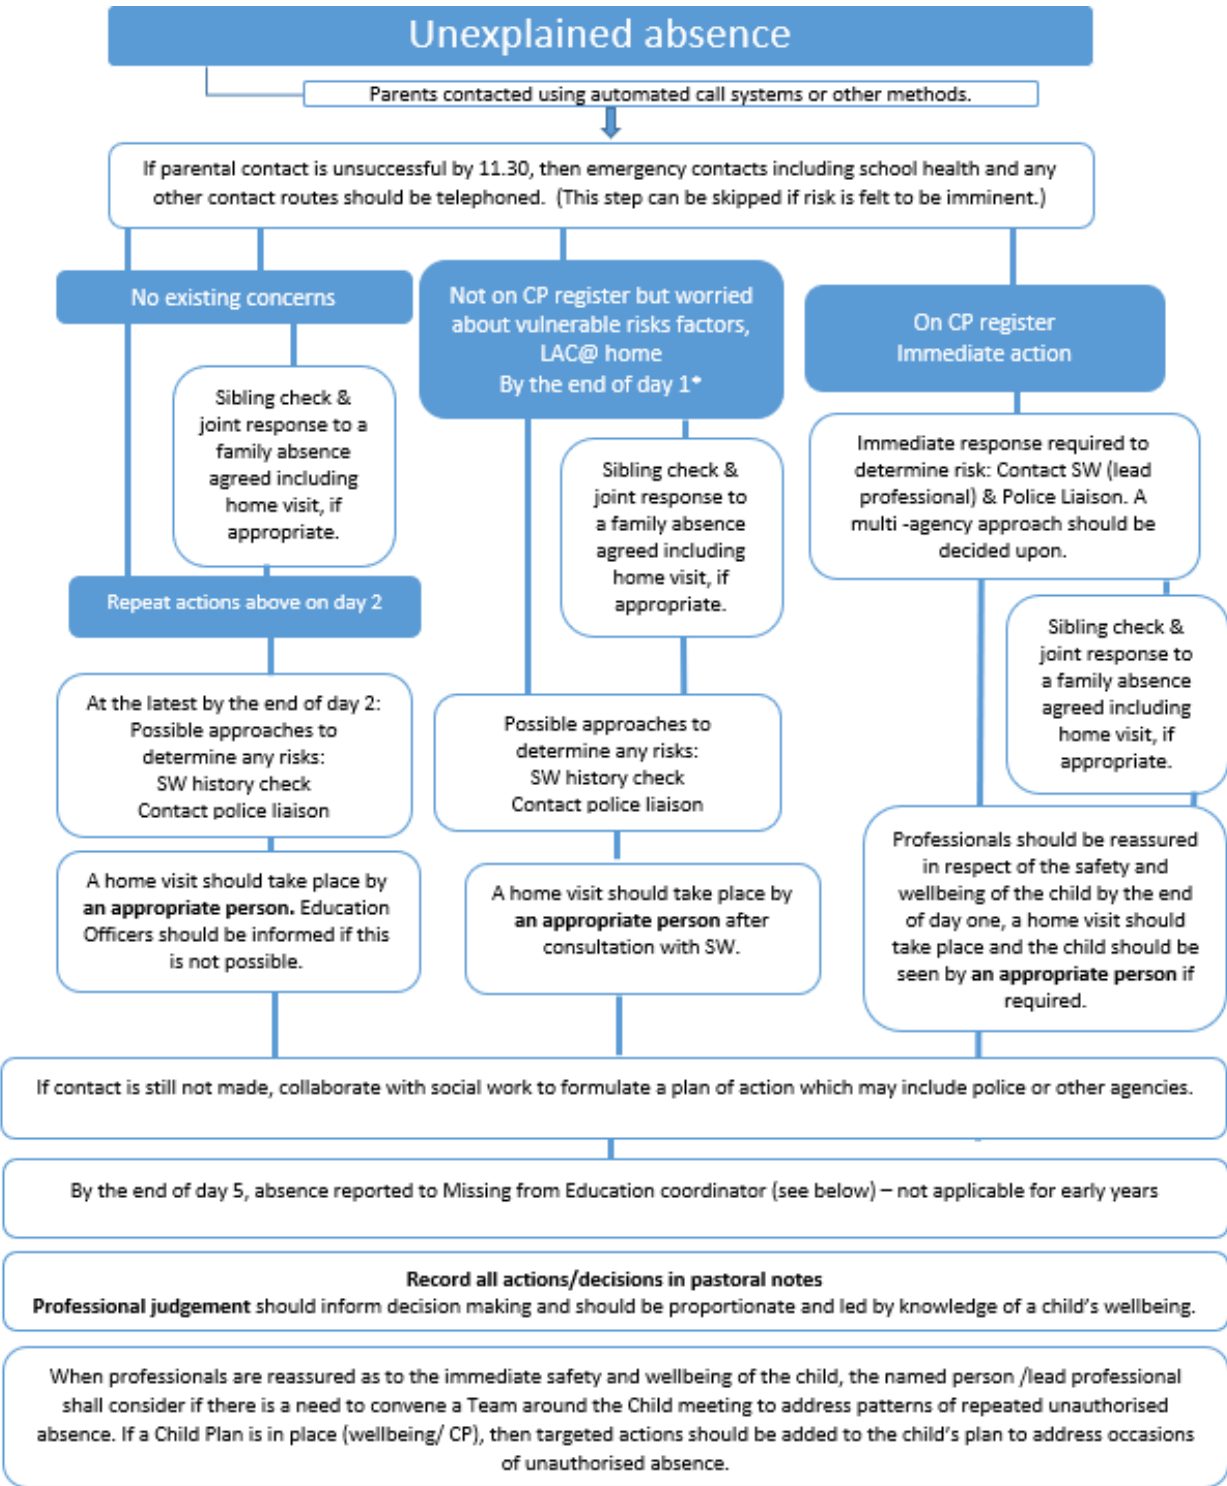 Unexplained absence
Parents contacted using automated call systems or other methods.
If parental contact is unsuccessful by 11.30, then emergency contacts including school health and any
other contact routes should be telephoned.  (This step can be skipped if risk is felt to be imminent.)
No existing concerns
Sibling check &
joint response to a
family absence
agreed including
home visit, if
appropriate.
Repeat actions above on day 2
At the latest by the end of day 2:
Possible approaches to
determine any risks:
SW history check
Contact police liaison
A home visit should take place by
an appropriate person. Education
Officers should be informed if this
is not possible.
Not on CP register but worried
about vulnerable risks factors,
LAC@ home
By the end of day 1*
Sibling check &
joint response to
a family absence
agreed including
home visit, if
appropriate.
Possible approaches to
determine any risks:
SW history check
Contact police liaison
A home visit should take place by
an appropriate person after
consultation with SW.
On CP register
Immediate action
Immediate response required to
determine risk: Contact SW (lead
professional) & Police Liaison. A
multi -agency approach should be
decided upon.
Sibling check &
joint response to
a family absence
agreed including
home visit, if
appropriate.
Professionals should be reassured
in respect of the safety and
wellbeing of the child by the end
of day one, a home visit should
take place and the child should be
seen by an appropriate person if
required.
If contact is still not made, collaborate with social work to formulate a plan of action which may include police or other agencies.
By the end of day 5, absence reported to Missing from Education coordinator (see below) – not applicable for early years
Record all actions/decisions in pastoral notes
Professional judgement should inform decision making and should be proportionate and led by knowledge of a child's wellbeing.
When professionals are reassured as to the immediate safety and wellbeing of the child, the named person /lead professional
shall consider if there is a need to convene a Team around the Child meeting to address patterns of repeated unauthorised
absence. If a Child Plan is in place (wellbeing/ CP), then targeted actions should be added to the child's plan to address occasions
of unauthorised absence.